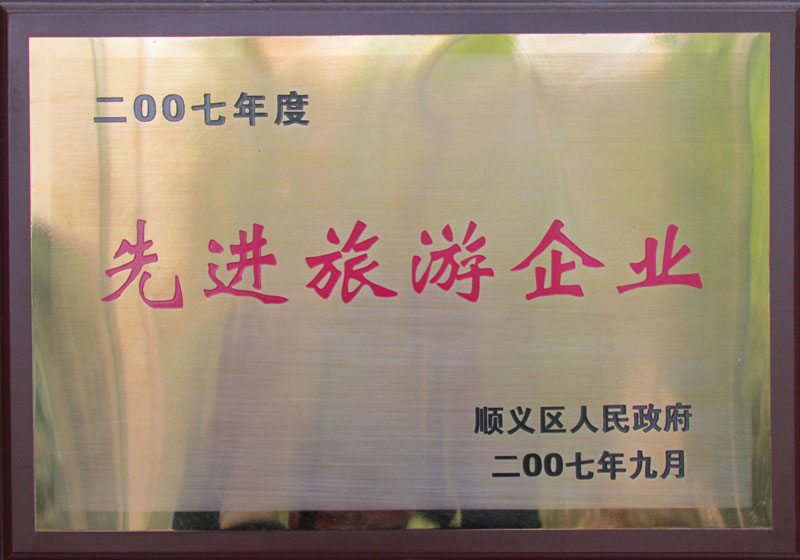 二00七年度
先进旅游企业
顺义区人民政府
二00七年九月